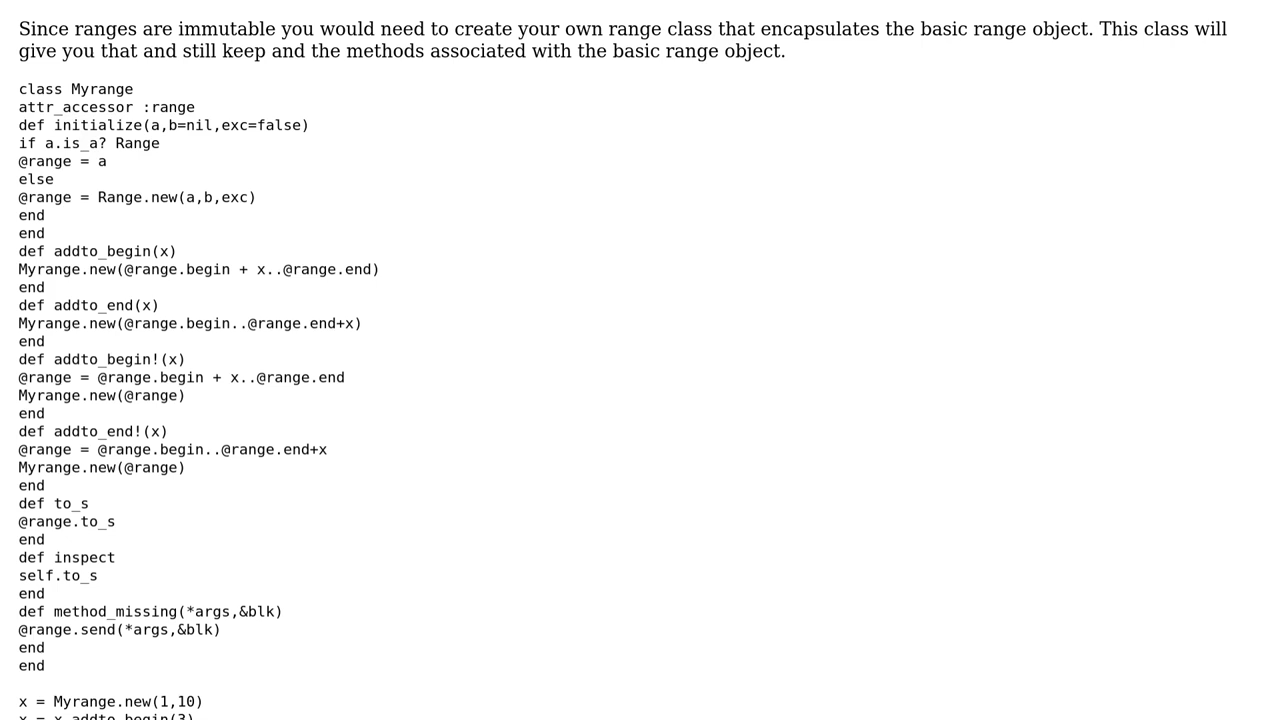 Since ranges are immutable you would need to create your own range class that encapsulates the basic range object. This class will
give you that and still keep and the methods associated with the basic range object.
class Myrange
attr_accessor :range
def initialize(a,b=nil,exc=false)
if a.is_a? Range
@range = a
else
@range = Range.new(a,b,exc)
end
end
def addto_begin(x)
Myrange.new(@range.begin + x..@range.end)
end
def addto_end(x)
Myrange.new(@range.begin..@range.end+x)
end
def addto_begin!(x)
@range = @range.begin + x..@range.end
Myrange.new(@range)
end
def addto_end!(x)
@range = @range.begin..@range.end+x
Myrange.new(@range)
end
def to_s
@range.to_s
end
def inspect
self.to_s
end
def method_missing(*args,&blk)
@range.send(*args,&blk)
end
end
x = Myrange.new(1,10)
x = x.addto_begin(3)